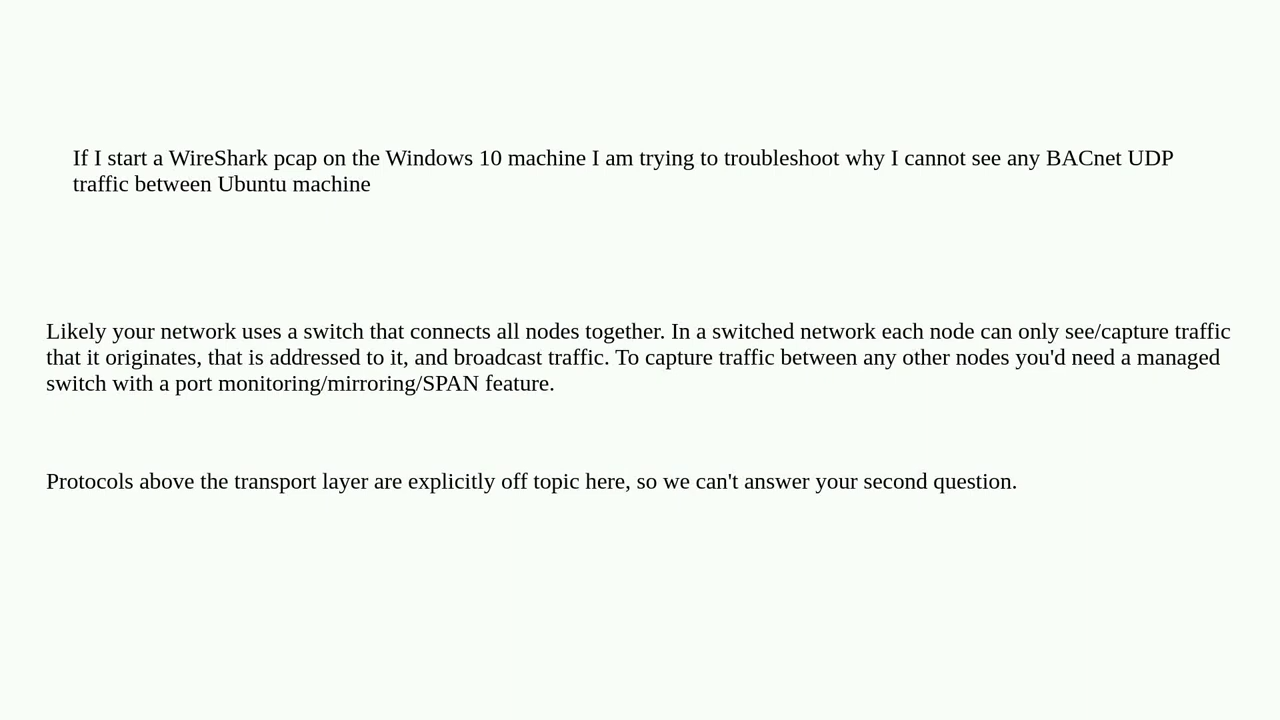 If I start a WireShark pcap on the Windows 10 machine I am trying to troubleshoot why I cannot see any BACnet UDP
traffic between Ubuntu machine
Likely your network uses a switch that connects all nodes together. In a switched network each node can only see/capture traffic
that it originates, that is addressed to it, and broadcast traffic. To capture traffic between any other nodes you'd need a managed
switch with a port monitoring/mirroring/SPAN feature.
Protocols above the transport layer are explicitly off topic here, so we can't answer your second question.